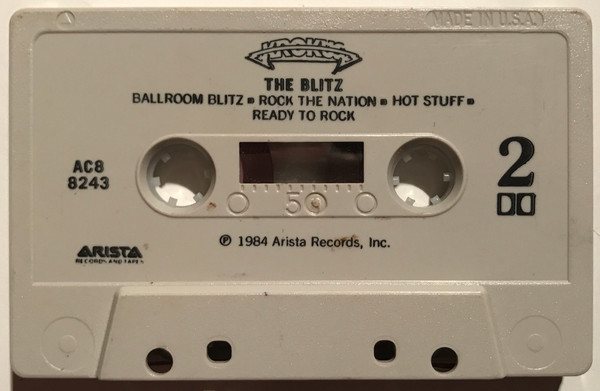 MADE IN U.S.A.
KROKUS
THE BLITZ
BALLROOM BLITZ ▪ ROCK THE NATION ▪ HOT STUFF ▪
READY TO ROCK
AC8
8243
2
50
ARISTA
RECORDS AND TAPES
℗ 1984 Arista Records, Inc.